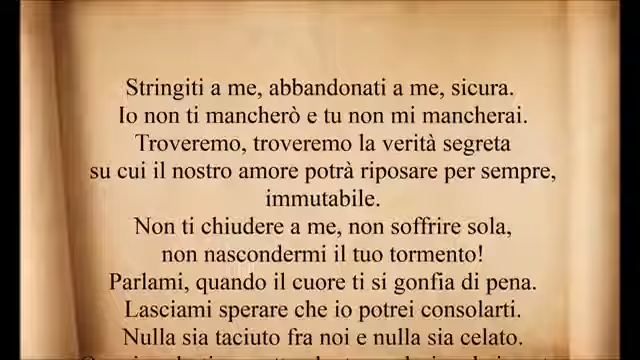 Stringiti a me, abbandonati a me, sicura.
Io non ti mancherò e tu non mi mancherai.
Troveremo, troveremo la verità segreta
su cui il nostro amore potrà riposare per sempre,
immutabile.
Non ti chiudere a me, non soffrire sola,
non nascondermi il tuo tormento!
Parlami, quando il cuore ti si gonfia di pena.
Lasciami sperare che io potrei consolarti.
Nulla sia taciuto fra noi e nulla sia celato.